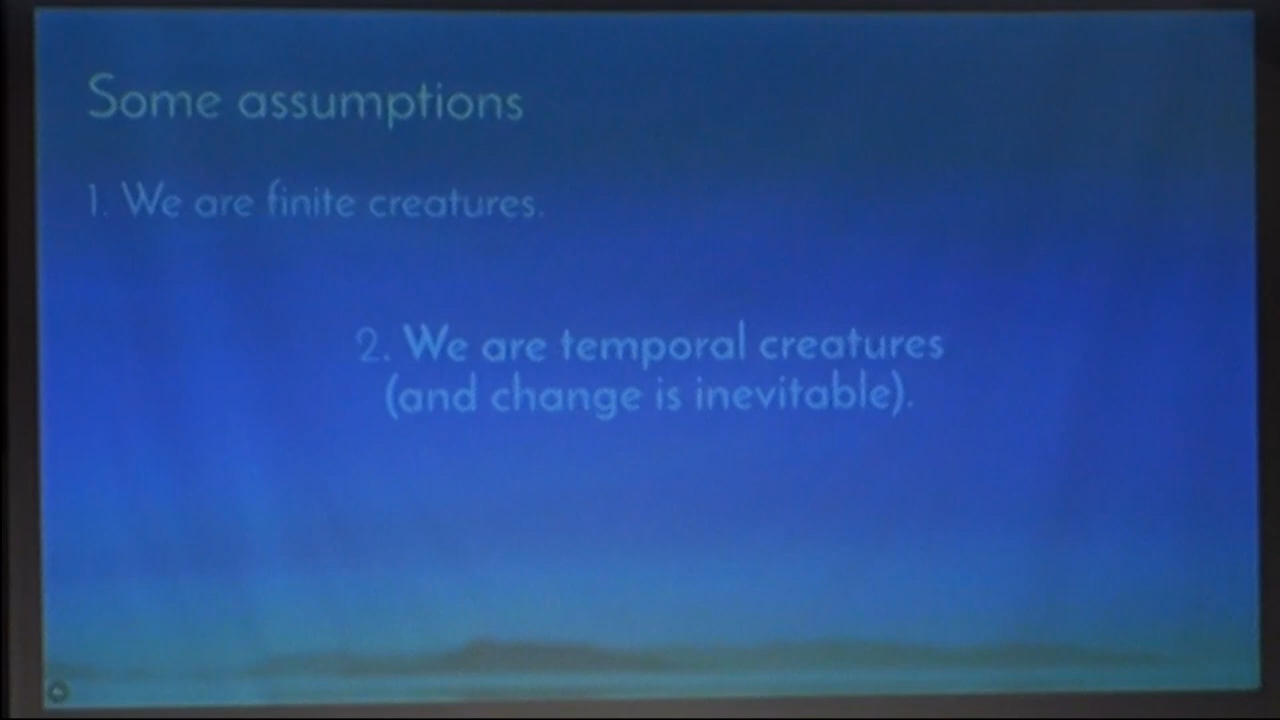 Some assumptions
1. We are finite creatures.
2. We are temporal creatures
(and change is inevitable).